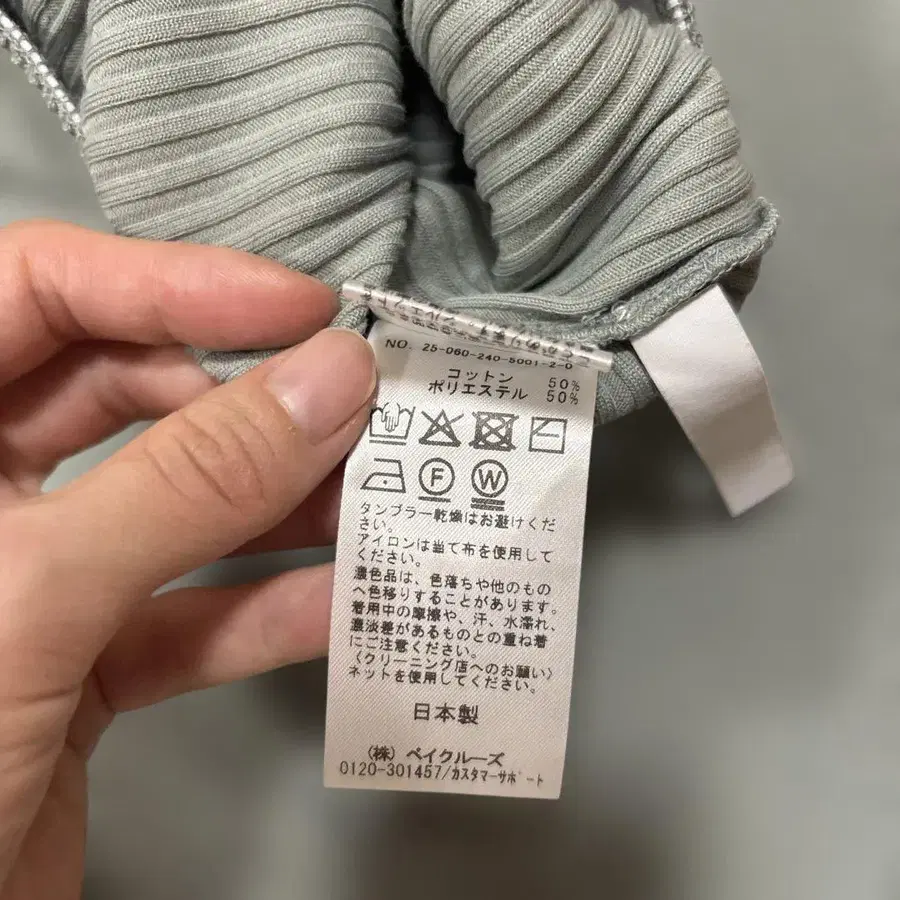 NO. 25-060-240-5001-2-0
コットン 50%
ポリエステル 50%
F W
タンブラー乾燥はお避けくだ
さい。
アイロンは当て布を使用して
ください。
濃色品は、色落ちや他のもの
へ色移りすることがあります。
着用中の摩擦や、汗、水濡れ、
濃淡差があるものとの重ね着
にご注意ください。
〈クリーニング店へのお願い〉
ネットを使用してください。
日本製
(株) ベイクルーズ
0120-301457/カスタマーサポート